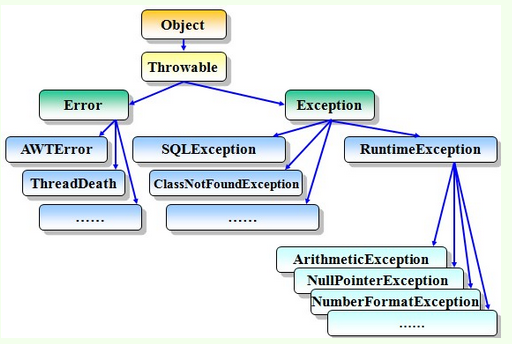 Object
Throwable
Error
Exception
AWTError
SQLException
RuntimeException
ThreadDeath
ClassNotFoundException
......
......
ArithmeticException
NullPointerException
NumberFormatException
......